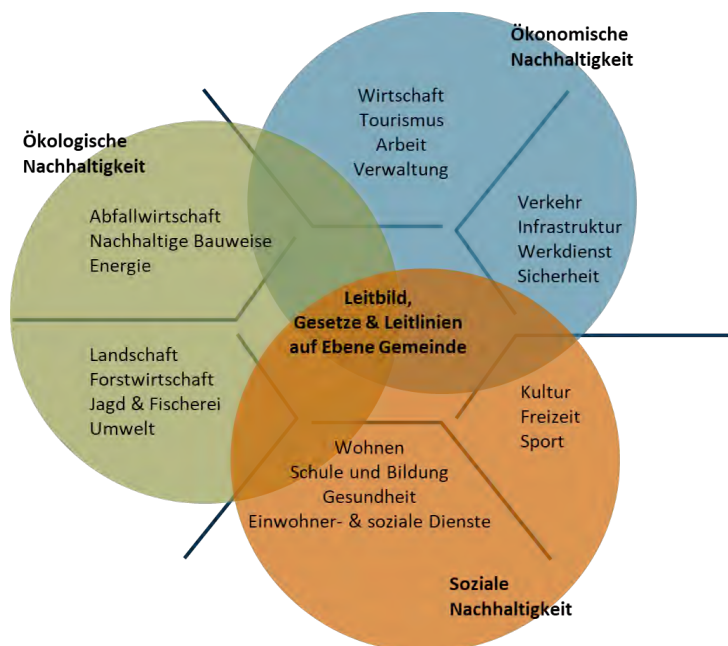 Ökonomische
Nachhaltigkeit
Wirtschaft
Tourismus
Arbeit
Verwaltung
Ökologische
Nachhaltigkeit
Abfallwirtschaft
Nachhaltige Bauweise
Energie
Verkehr
Infrastruktur
Werkdienst
Sicherheit
Leitbild,
Gesetze & Leitlinien
auf Ebene Gemeinde
Landschaft
Forstwirtschaft
Jagd & Fischerei
Umwelt
Kultur
Freizeit
Sport
Wohnen
Schule und Bildung
Gesundheit
Einwohner- & soziale Dienste
Soziale
Nachhaltigkeit